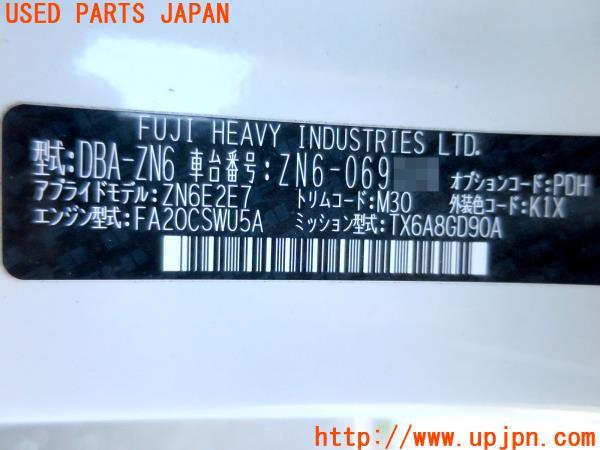 USED PARTS JAPAN
FUJI HEAVY INDUSTRIES LTD.
型式:DBA-ZN6 車台番号:ZN6-069
オプションコード:PDH
アプライドモデル:ZN6E2E7 トリムコード:M30 外装色コード:K1X
エンジン型式:FA20CSWU5A ミッション型式:TX6A8GD90A
UPJ
http://www.upjpn.com/